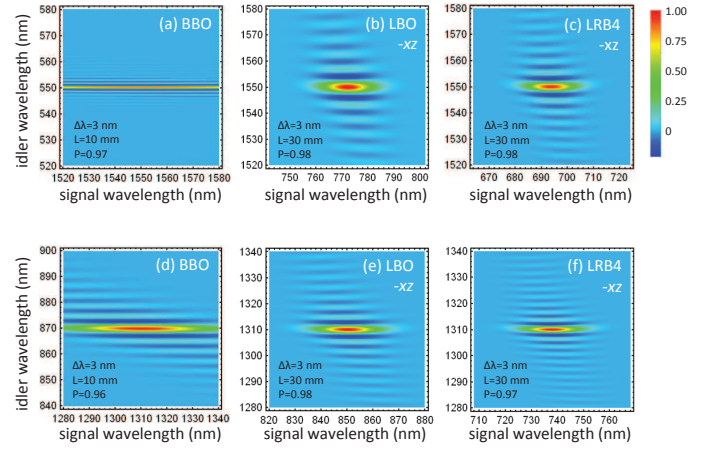 (a) BBO
(b) LBO
-xz
(c) LRB4
-xz
1.00
0.75
0.50
0.25
0
idler wavelength (nm)
580
570
560
550
540
530
520
Δλ=3 nm
L=10 mm
P=0.97
1520 1530 1540 1550 1560 1570 1580
signal wavelength (nm)
1580
1570
1560
1550
1540
1530
1520
Δλ=3 nm
L=30 mm
P=0.98
750 760 770 780 790 800
signal wavelength (nm)
1580
1570
1560
1550
1540
1530
1520
Δλ=3 nm
L=30 mm
P=0.98
670 680 690 700 710 720
signal wavelength (nm)
(d) BBO
(e) LBO
-xz
(f) LRB4
-xz
idler wavelength (nm)
900
890
880
870
860
850
840
Δλ=3 nm
L=10 mm
P=0.96
1280 1290 1300 1310 1320 1330 1340
signal wavelength (nm)
1340
1330
1320
1310
1300
1290
1280
Δλ=3 nm
L=30 mm
P=0.98
820 830 840 850 860 870 880
signal wavelength (nm)
1340
1330
1320
1310
1300
1290
1280
Δλ=3 nm
L=30 mm
P=0.97
710 720 730 740 750 760
signal wavelength (nm)